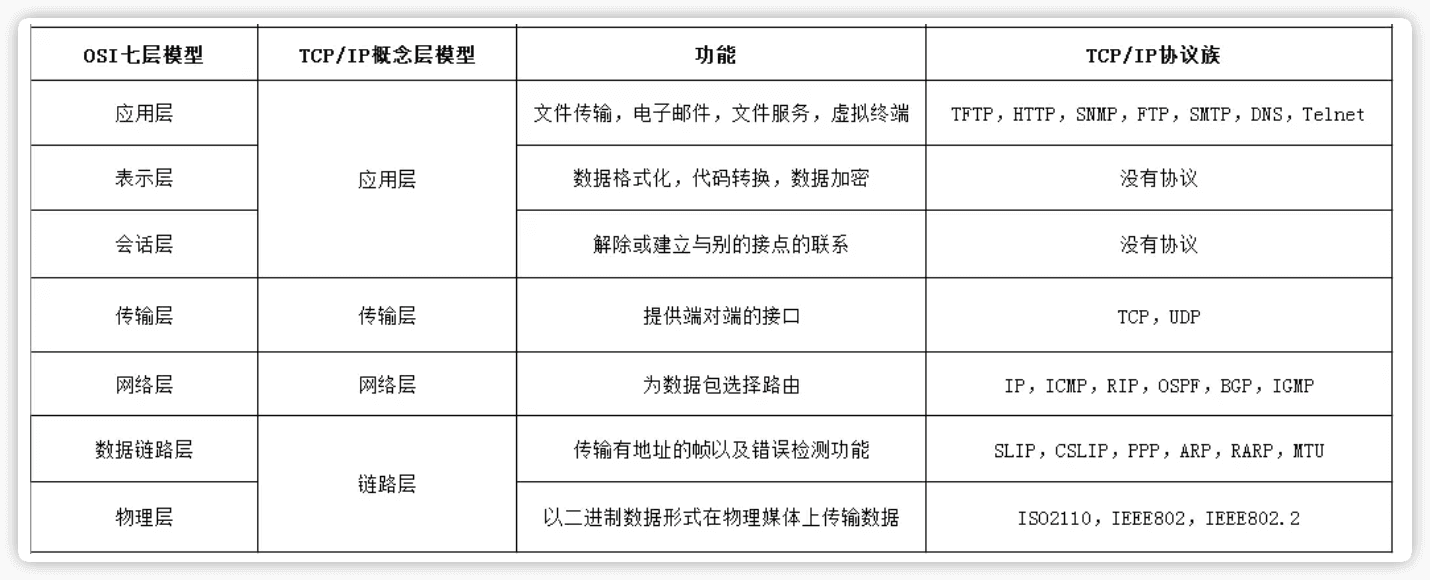 OSI七层模型 TCP/IP概念层模型 功能 TCP/IP协议族
应用层 文件传输，电子邮件，文件服务，虚拟终端 TFTP，HTTP，SNMP，FTP，SMTP，DNS，Telnet
表示层 应用层 数据格式化，代码转换，数据加密 没有协议
会话层 解除或建立与别的接点的联系 没有协议
传输层 传输层 提供端对端的接口 TCP，UDP
网络层 网络层 为数据包选择路由 IP，ICMP，RIP，OSPF，BGP，IGMP
数据链路层 传输有地址的帧以及错误检测功能 SLIP，CSLIP，PPP，ARP，RARP，MTU
链路层
物理层 以二进制数据形式在物理媒体上传输数据 ISO2110，IEEE802，IEEE802.2